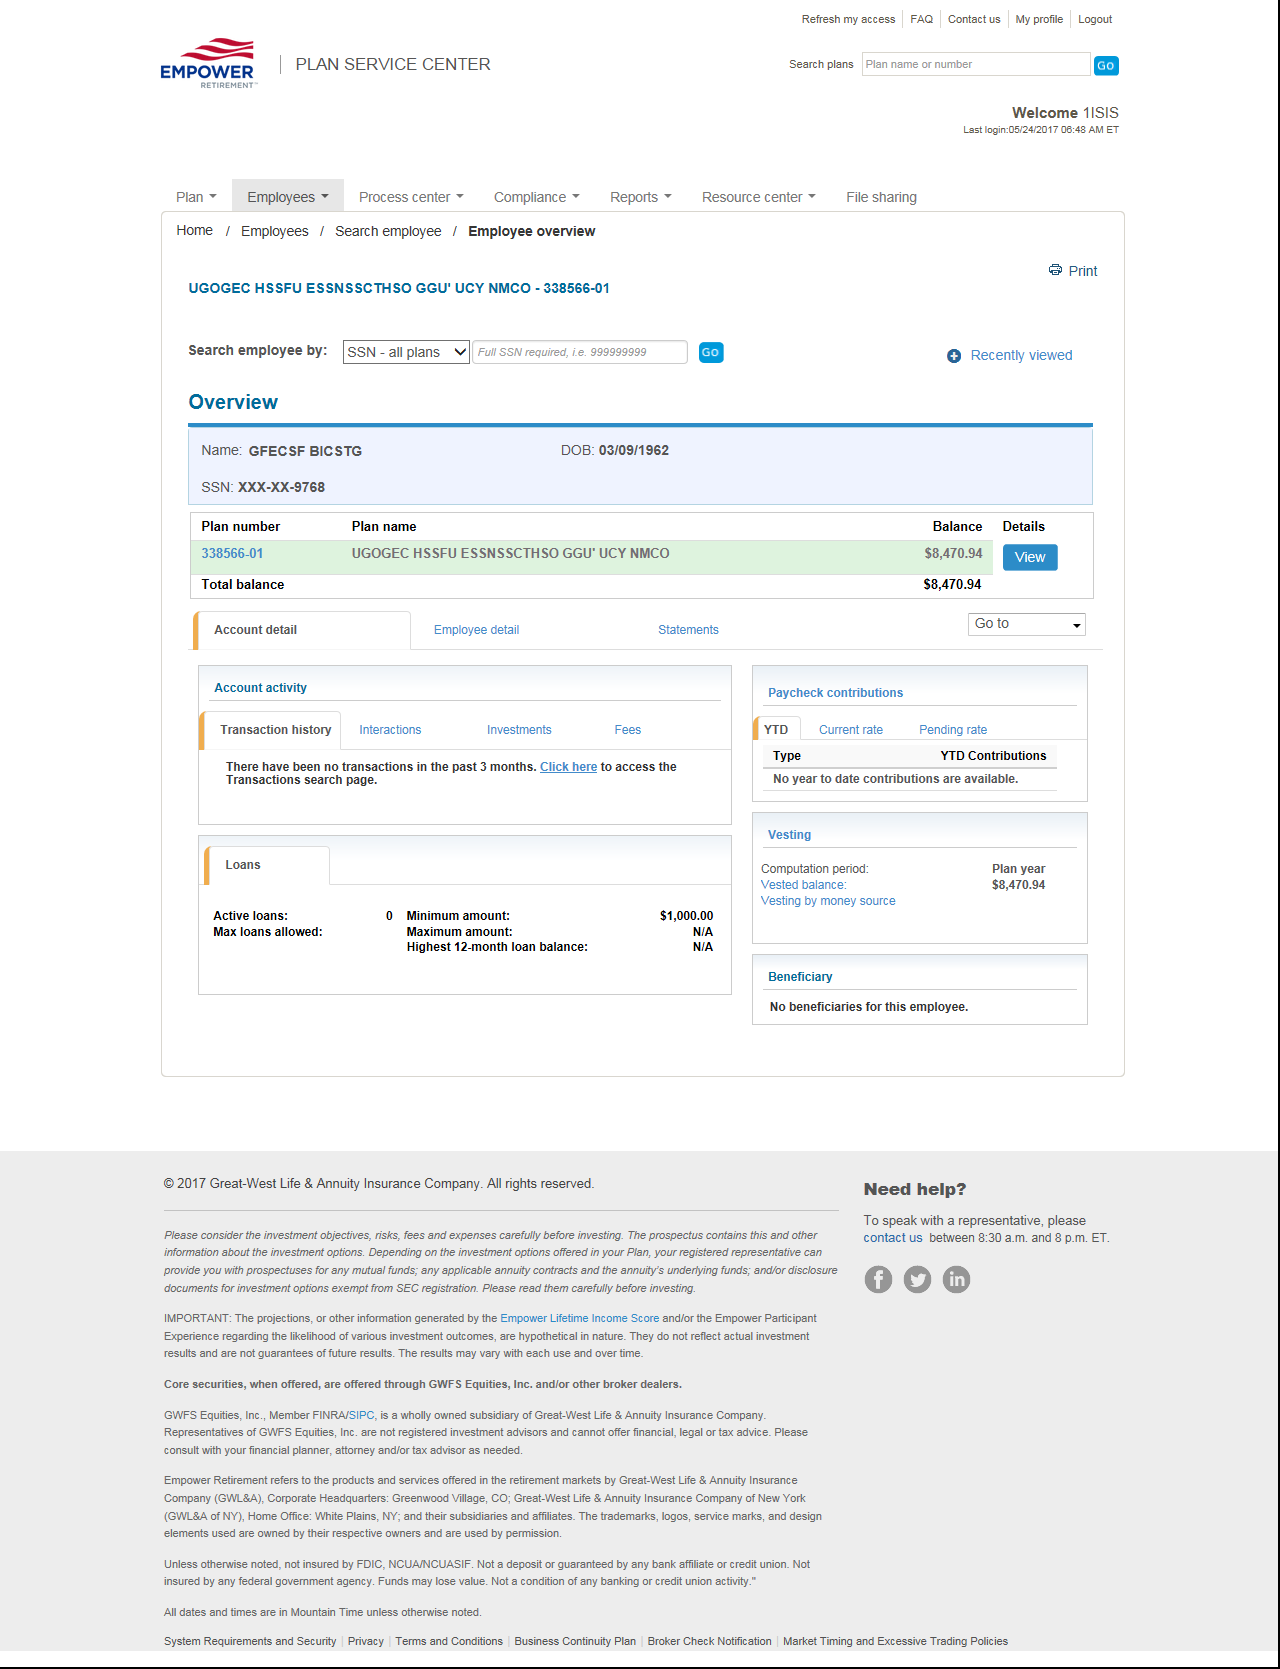 Refresh my access FAQ Contact us My profile Logout
EMPOWER
RETIREMENT™
PLAN SERVICE CENTER
Search plans Plan name or number GO
Welcome 1ISIS
Last login:05/24/2017 06:48 AM ET
Plan Employees Process center Compliance Reports Resource center File sharing
Home / Employees / Search employee / Employee overview
Print
UGOGEC HSSFU ESSNSSCTHSO GGU' UCY NMCO - 338566-01
Search employee by: SSN - all plans Full SSN required, i.e. 999999999 GO
Recently viewed
Overview
Name: GFECSF BICSTG DOB: 03/09/1962
SSN: XXX-XX-9768
Plan number Plan name Balance Details
338566-01 UGOGEC HSSFU ESSNSSCTHSO GGU' UCY NMCO $8,470.94 View
Total balance $8,470.94
Account detail Employee detail Statements Go to
Account activity
Transaction history Interactions Investments Fees
There have been no transactions in the past 3 months. Click here to access the
Transactions search page.
Loans
Active loans: 0 Minimum amount: $1,000.00
Max loans allowed: Maximum amount: N/A
Highest 12-month loan balance: N/A
Paycheck contributions
YTD Current rate Pending rate
Type YTD Contributions
No year to date contributions are available.
Vesting
Computation period: Plan year
Vested balance: $8,470.94
Vesting by money source
Beneficiary
No beneficiaries for this employee.
© 2017 Great-West Life & Annuity Insurance Company. All rights reserved.
Please consider the investment objectives, risks, fees and expenses carefully before investing. The prospectus contains this and other
information about the investment options. Depending on the investment options offered in your Plan, your registered representative can
provide you with prospectuses for any mutual funds; any applicable annuity contracts and the annuity's underlying funds; and/or disclosure
documents for investment options exempt from SEC registration. Please read them carefully before investing.
IMPORTANT: The projections, or other information generated by the Empower Lifetime Income Score and/or the Empower Participant
Experience regarding the likelihood of various investment outcomes, are hypothetical in nature. They do not reflect actual investment
results and are not guarantees of future results. The results may vary with each use and over time.
Core securities, when offered, are offered through GWFS Equities, Inc. and/or other broker dealers.
GWFS Equities, Inc., Member FINRA/SIPC, is a wholly owned subsidiary of Great-West Life & Annuity Insurance Company.
Representatives of GWFS Equities, Inc. are not registered investment advisors and cannot offer financial, legal or tax advice. Please
consult with your financial planner, attorney and/or tax advisor as needed.
Empower Retirement refers to the products and services offered in the retirement markets by Great-West Life & Annuity Insurance
Company (GWL&A), Corporate Headquarters: Greenwood Village, CO; Great-West Life & Annuity Insurance Company of New York
(GWL&A of NY), Home Office: White Plains, NY; and their subsidiaries and affiliates. The trademarks, logos, service marks, and design
elements used are owned by their respective owners and are used by permission.
Unless otherwise noted, not insured by FDIC, NCUA/NCUASIF. Not a deposit or guaranteed by any bank affiliate or credit union. Not
insured by any federal government agency. Funds may lose value. Not a condition of any banking or credit union activity."
All dates and times are in Mountain Time unless otherwise noted.
System Requirements and Security | Privacy | Terms and Conditions | Business Continuity Plan | Broker Check Notification | Market Timing and Excessive Trading Policies
Need help?
To speak with a representative, please
contact us between 8:30 a.m. and 8 p.m. ET.